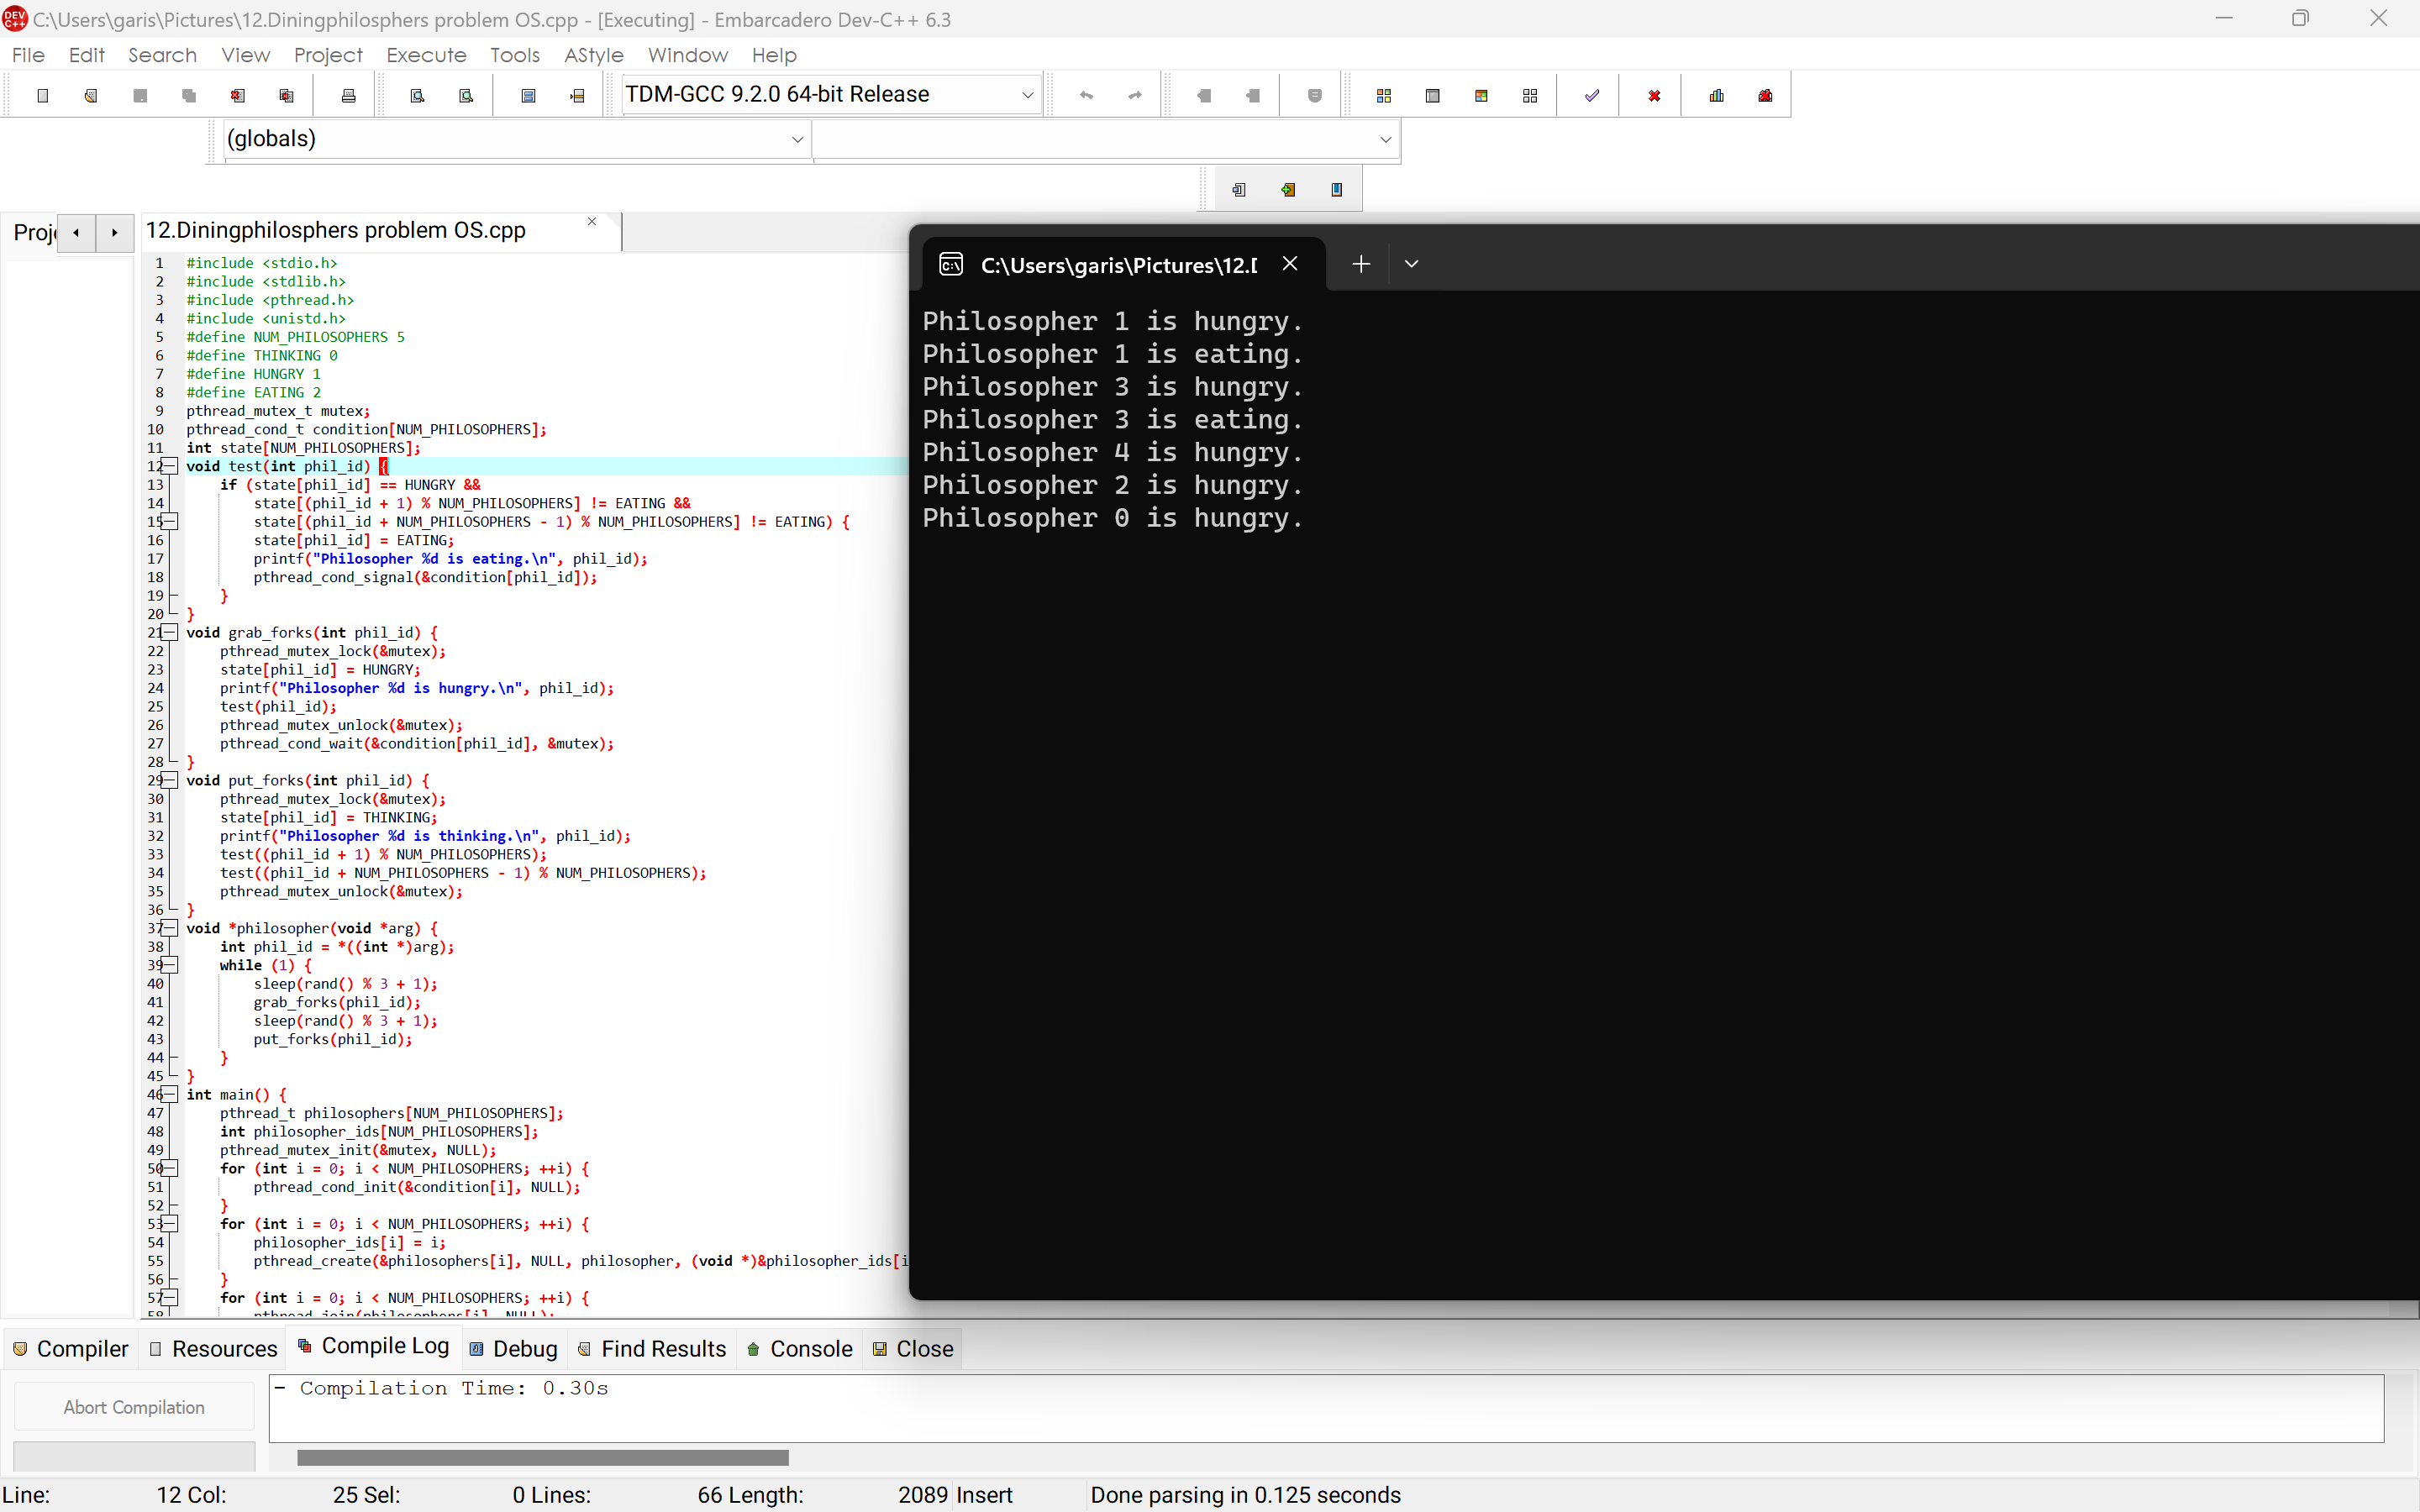 C:\Users\garis\Pictures\12.Diningphilosphers problem OS.cpp - [Executing] - Embarcadero Dev-C++ 6.3
File Edit Search View Project Execute Tools AStyle Window Help
TDM-GCC 9.2.0 64-bit Release
(globals)
12.Diningphilosphers problem OS.cpp
1 #include <stdio.h>
2 #include <stdlib.h>
3 #include <pthread.h>
4 #include <unistd.h>
5 #define NUM_PHILOSOPHERS 5
6 #define THINKING 0
7 #define HUNGRY 1
8 #define EATING 2
9 pthread_mutex_t mutex;
10 pthread_cond_t condition[NUM_PHILOSOPHERS];
11 int state[NUM_PHILOSOPHERS];
12 void test(int phil_id) {
13 if (state[phil_id] == HUNGRY &&
14 state[(phil_id + 1) % NUM_PHILOSOPHERS] != EATING &&
15 state[(phil_id + NUM_PHILOSOPHERS - 1) % NUM_PHILOSOPHERS] != EATING) {
16 state[phil_id] = EATING;
17 printf("Philosopher %d is eating.\n", phil_id);
18 pthread_cond_signal(&condition[phil_id]);
19 }
20 }
21 void grab_forks(int phil_id) {
22 pthread_mutex_lock(&mutex);
23 state[phil_id] = HUNGRY;
24 printf("Philosopher %d is hungry.\n", phil_id);
25 test(phil_id);
26 pthread_mutex_unlock(&mutex);
27 pthread_cond_wait(&condition[phil_id], &mutex);
28 }
29 void put_forks(int phil_id) {
30 pthread_mutex_lock(&mutex);
31 state[phil_id] = THINKING;
32 printf("Philosopher %d is thinking.\n", phil_id);
33 test((phil_id + 1) % NUM_PHILOSOPHERS);
34 test((phil_id + NUM_PHILOSOPHERS - 1) % NUM_PHILOSOPHERS);
35 pthread_mutex_unlock(&mutex);
36 }
37 void *philosopher(void *arg) {
38 int phil_id = *((int *)arg);
39 while (1) {
40 sleep(rand() % 3 + 1);
41 grab_forks(phil_id);
42 sleep(rand() % 3 + 1);
43 put_forks(phil_id);
44 }
45 }
46 int main() {
47 pthread_t philosophers[NUM_PHILOSOPHERS];
48 int philosopher_ids[NUM_PHILOSOPHERS];
49 pthread_mutex_init(&mutex, NULL);
50 for (int i = 0; i < NUM_PHILOSOPHERS; ++i) {
51 pthread_cond_init(&condition[i], NULL);
52 }
53 for (int i = 0; i < NUM_PHILOSOPHERS; ++i) {
54 philosopher_ids[i] = i;
55 pthread_create(&philosophers[i], NULL, philosopher, (void *)&philosopher_ids[i
56 }
57 for (int i = 0; i < NUM_PHILOSOPHERS; ++i) {
C:\Users\garis\Pictures\12.
Philosopher 1 is hungry.
Philosopher 1 is eating.
Philosopher 3 is hungry.
Philosopher 3 is eating.
Philosopher 4 is hungry.
Philosopher 2 is hungry.
Philosopher 0 is hungry.
Compiler Resources Compile Log Debug Find Results Console Close
Abort Compilation
- Compilation Time: 0.30s
Line: 12 Col: 25 Sel: 0 Lines: 66 Length: 2089 Insert Done parsing in 0.125 seconds